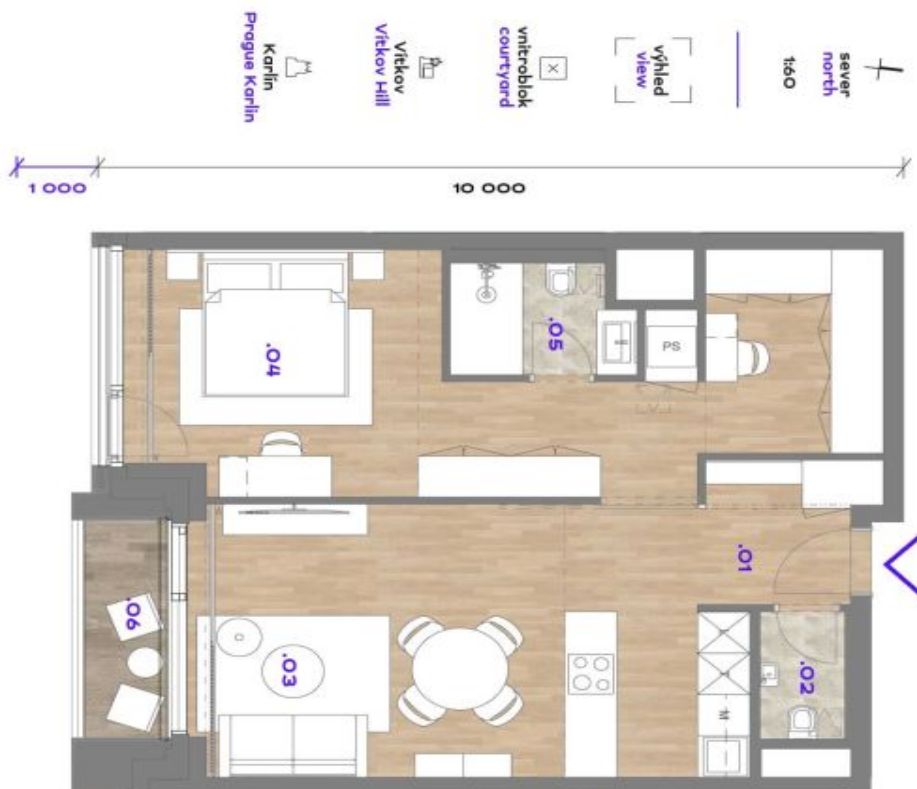 sever
north
1:60
výhled
view
vnitroblok
courtyard
Vítkov
Vítkov Hill
Karlín
Prague Karlin
10 000
1 000
.01
.02
.03
.04
.05
.06
PS
M
X